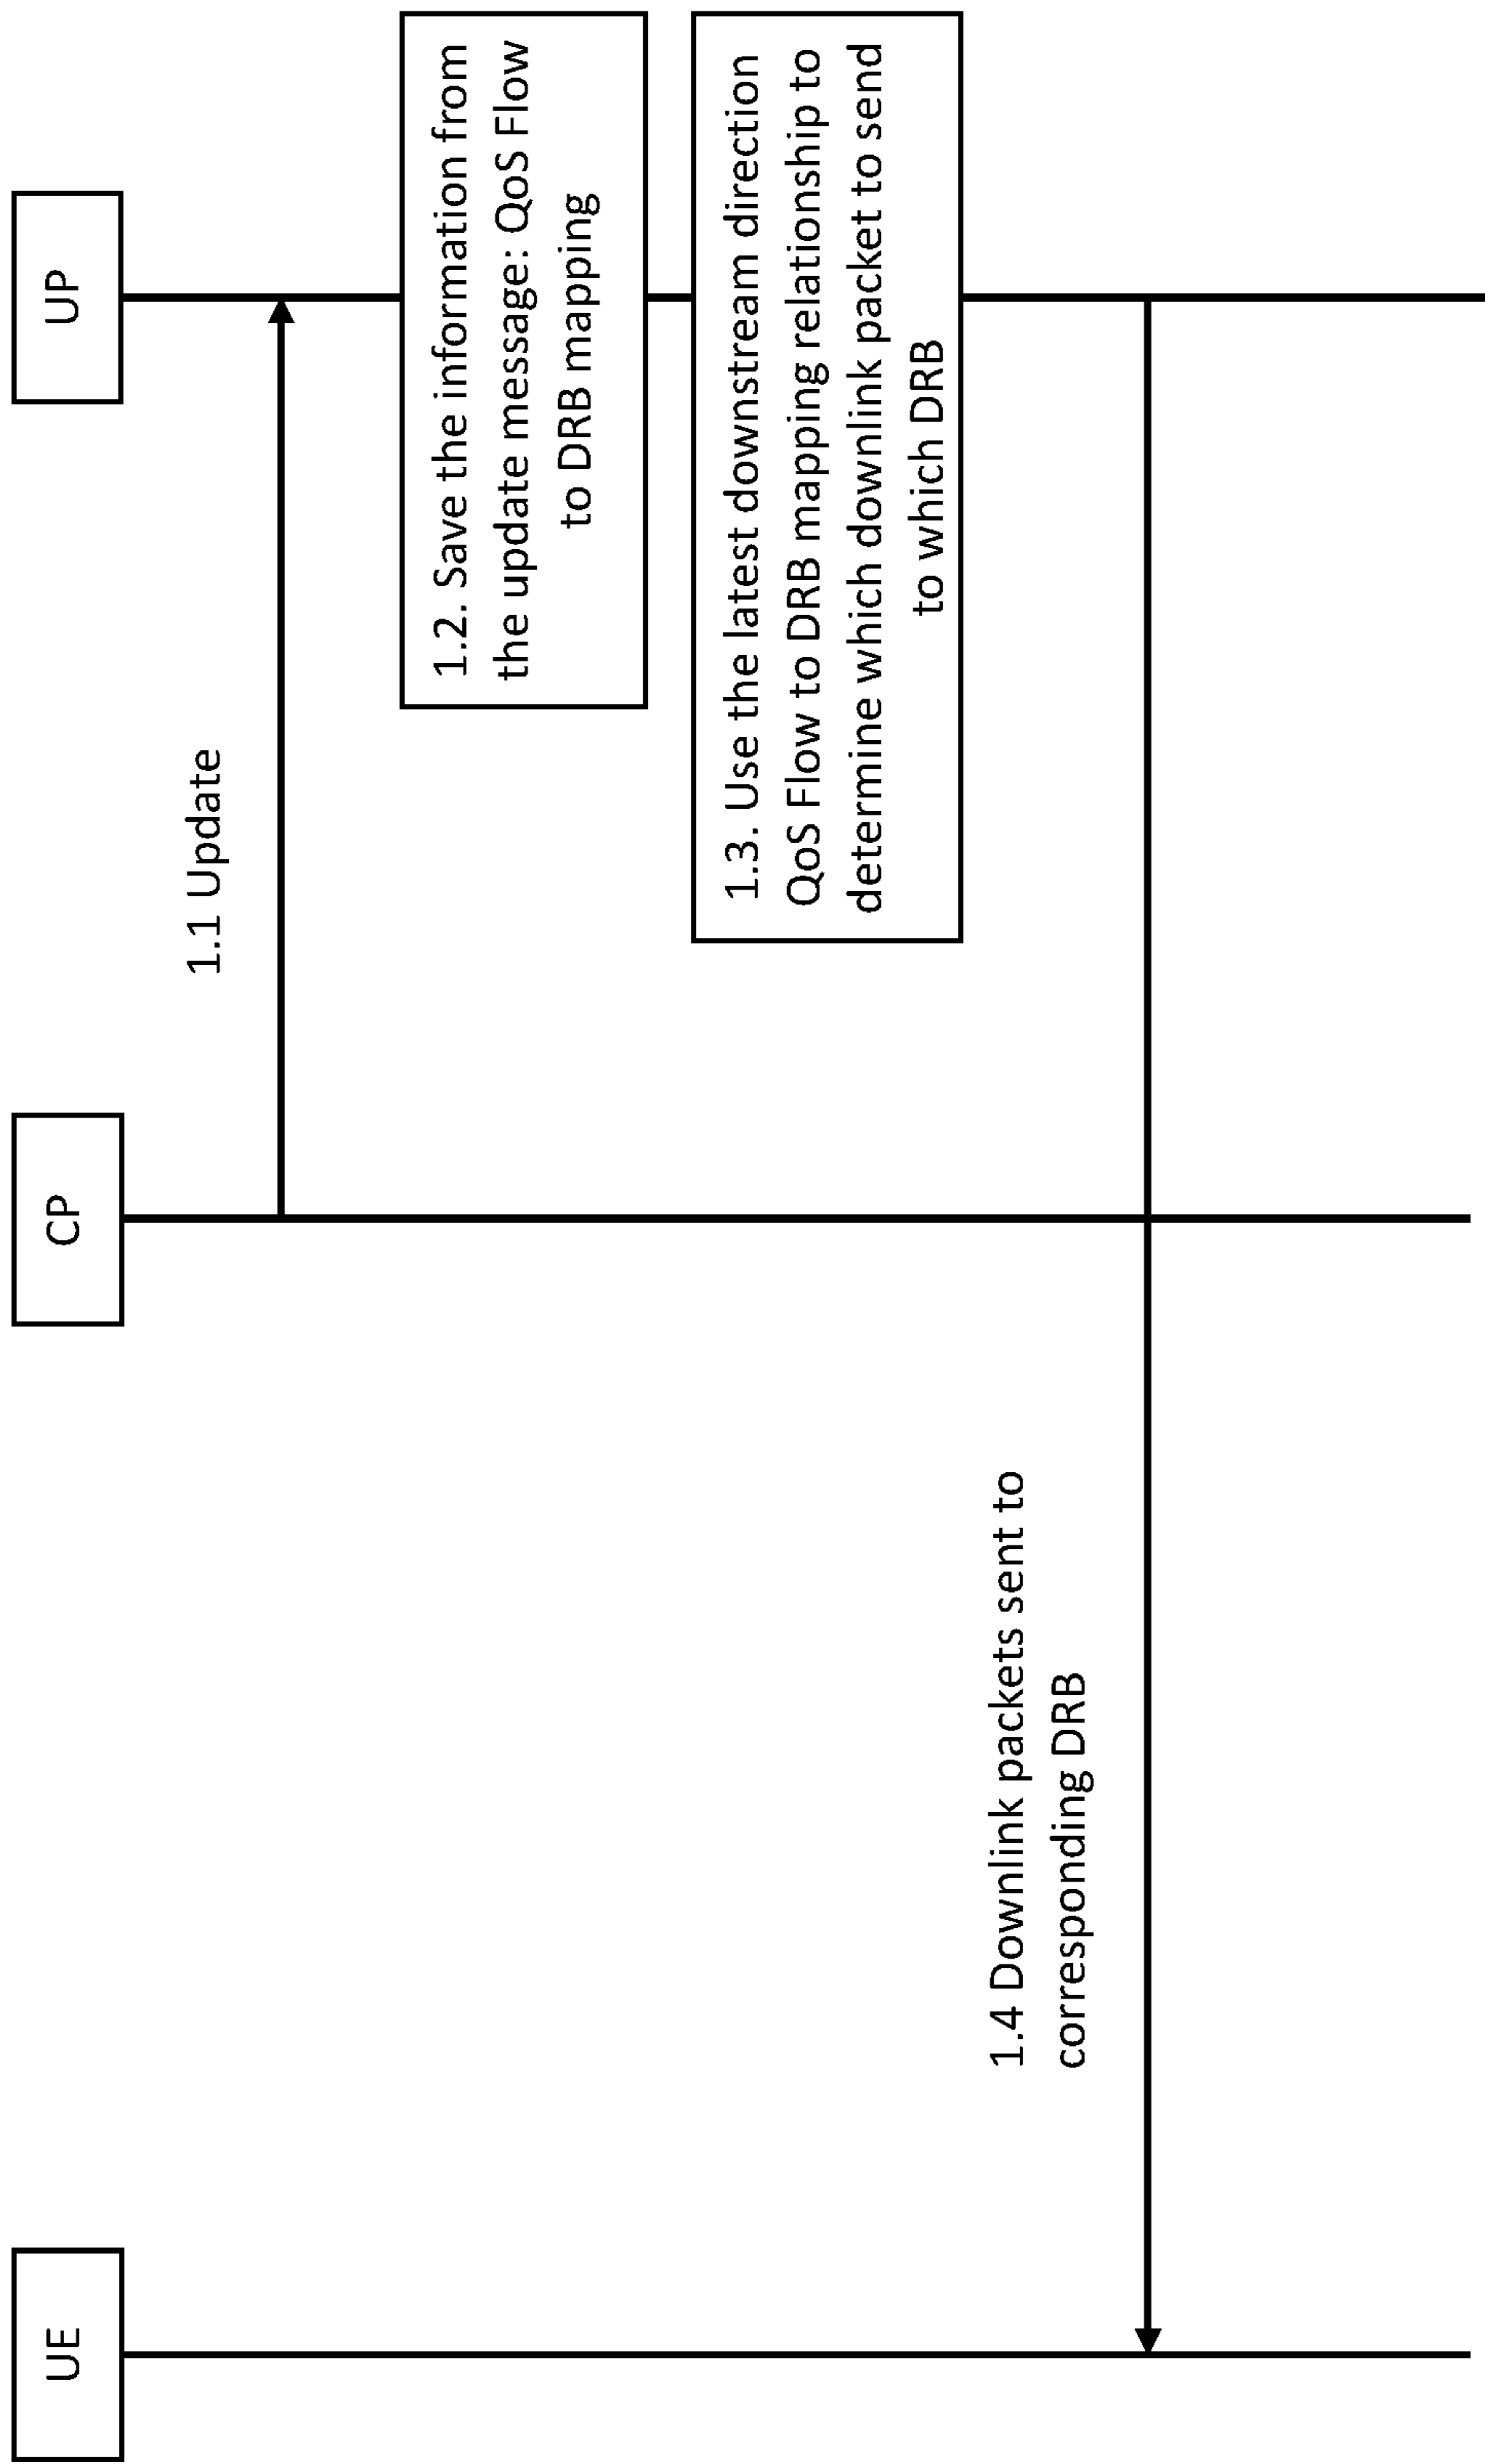 UE
CP
UP
1.1 Update
1.2. Save the information from
the update message: QoS Flow
to DRB mapping
1.3. Use the latest downstream direction
QoS Flow to DRB mapping relationship to
determine which downlink packet to send
to which DRB
1.4 Downlink packets sent to
corresponding DRB